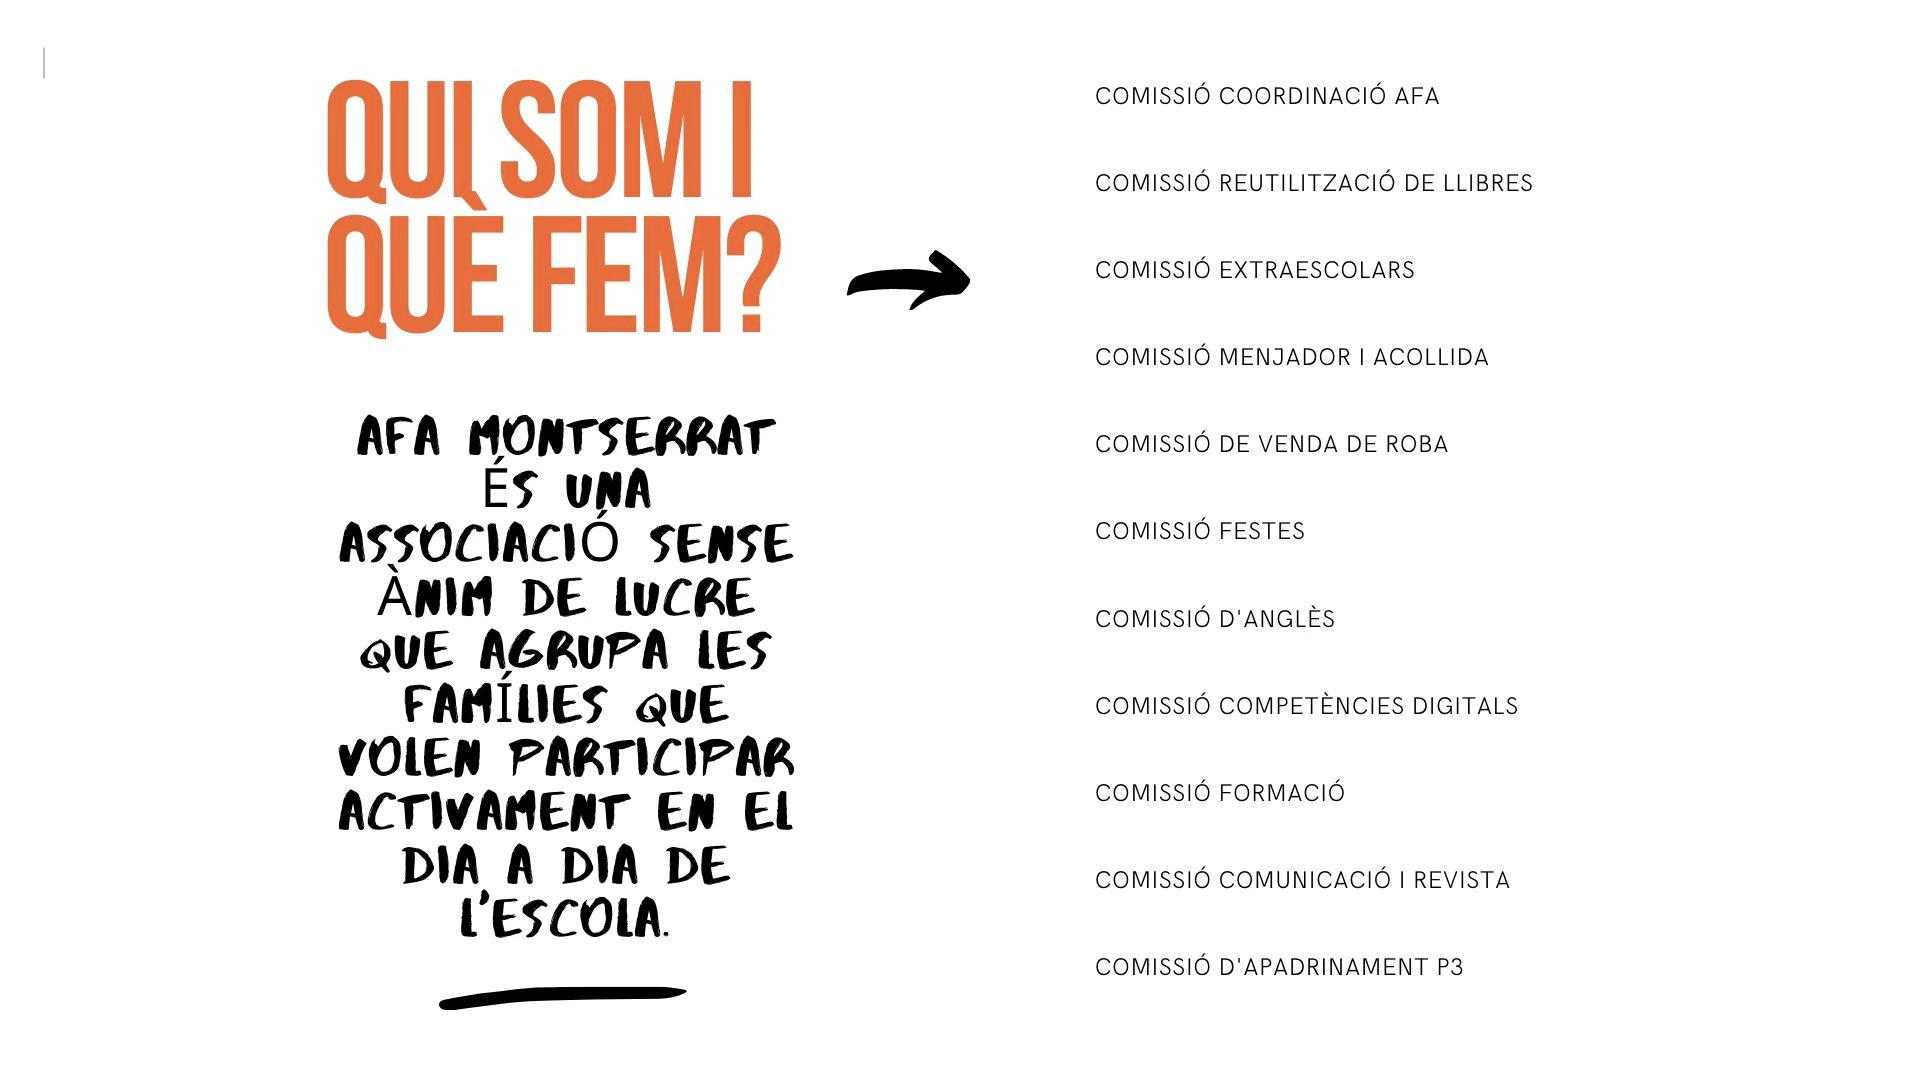 QUI SOM I
QUÈ FEM?
AFA MONTSERRAT
ÉS UNA
ASSOCIACIÓ SENSE
ÀNIM DE LUCRE
QUE AGRUPA LES
FAMÍLIES QUE
VOLEN PARTICIPAR
ACTIVAMENT EN EL
DIA A DIA DE
L'ESCOLA.
COMISSIÓ COORDINACIÓ AFA
COMISSIÓ REUTILITZACIÓ DE LLIBRES
COMISSIÓ EXTRAESCOLARS
COMISSIÓ MENJADOR I ACOLLIDA
COMISSIÓ DE VENDA DE ROBA
COMISSIÓ FESTES
COMISSIÓ D'ANGLÈS
COMISSIÓ COMPETÈNCIES DIGITALS
COMISSIÓ FORMACIÓ
COMISSIÓ COMUNICACIÓ I REVISTA
COMISSIÓ D'APADRINAMENT P3